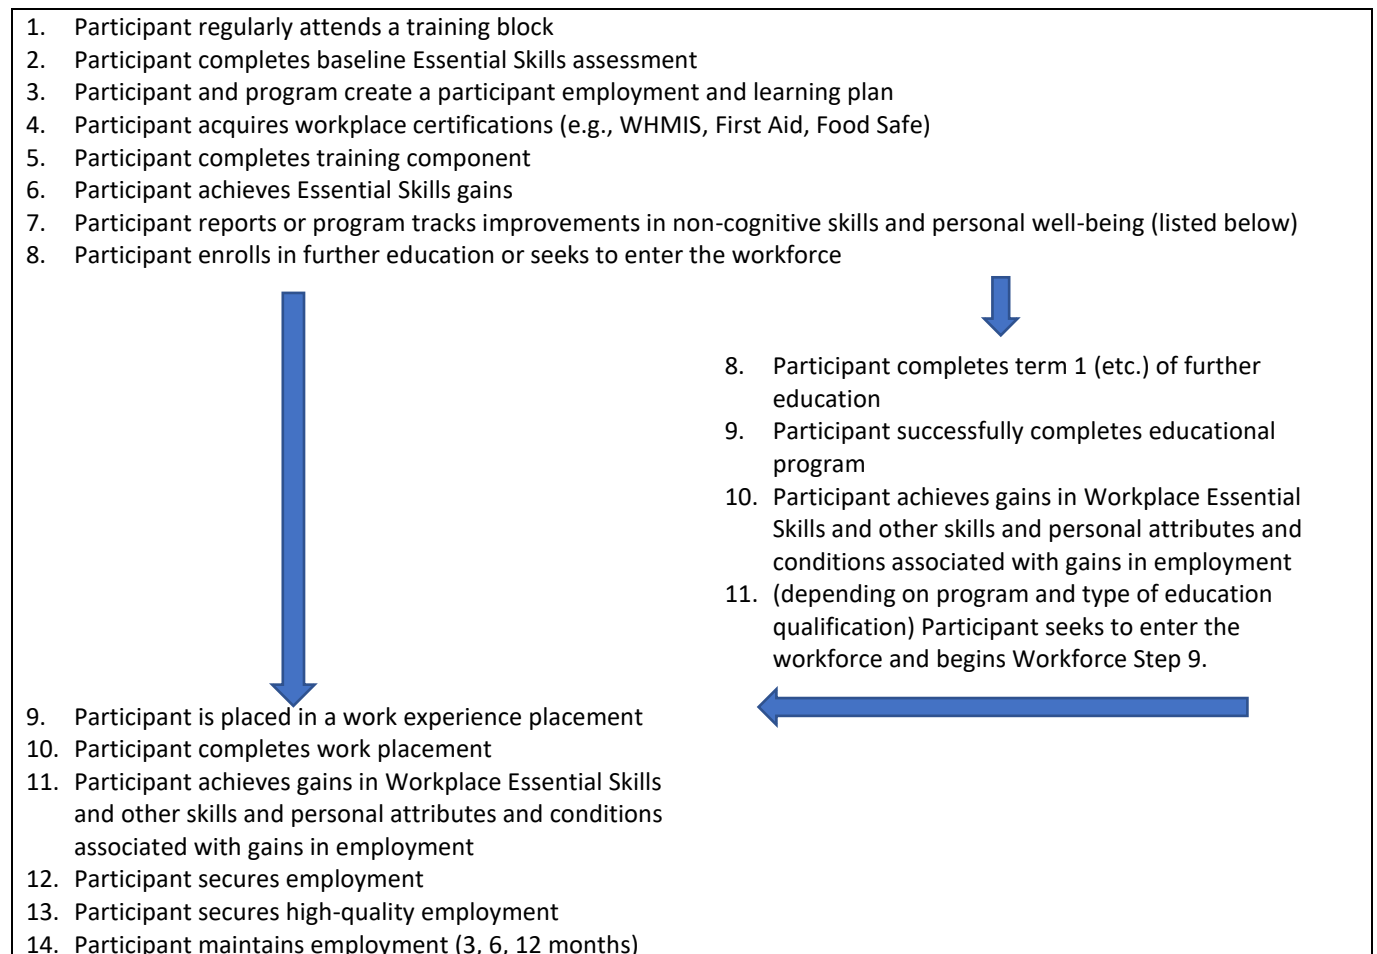 1. Participant regularly attends a training block
2. Participant completes baseline Essential Skills assessment
3. Participant and program create a participant employment and learning plan
4. Participant acquires workplace certifications (e.g., WHMIS, First Aid, Food Safe)
5. Participant completes training component
6. Participant achieves Essential Skills gains
7. Participant reports or program tracks improvements in non-cognitive skills and personal well-being (listed below)
8. Participant enrolls in further education or seeks to enter the workforce
8. Participant completes term 1 (etc.) of further
education
9. Participant successfully completes educational
program
10. Participant achieves gains in Workplace Essential
Skills and other skills and personal attributes and
conditions associated with gains in employment
11. (depending on program and type of education
qualification) Participant seeks to enter the
workforce and begins Workforce Step 9.
9. Participant is placed in a work experience placement
10. Participant completes work placement
11. Participant achieves gains in Workplace Essential Skills
and other skills and personal attributes and conditions
associated with gains in employment
12. Participant secures employment
13. Participant secures high-quality employment
14. Participant maintains employment (3, 6, 12 months)